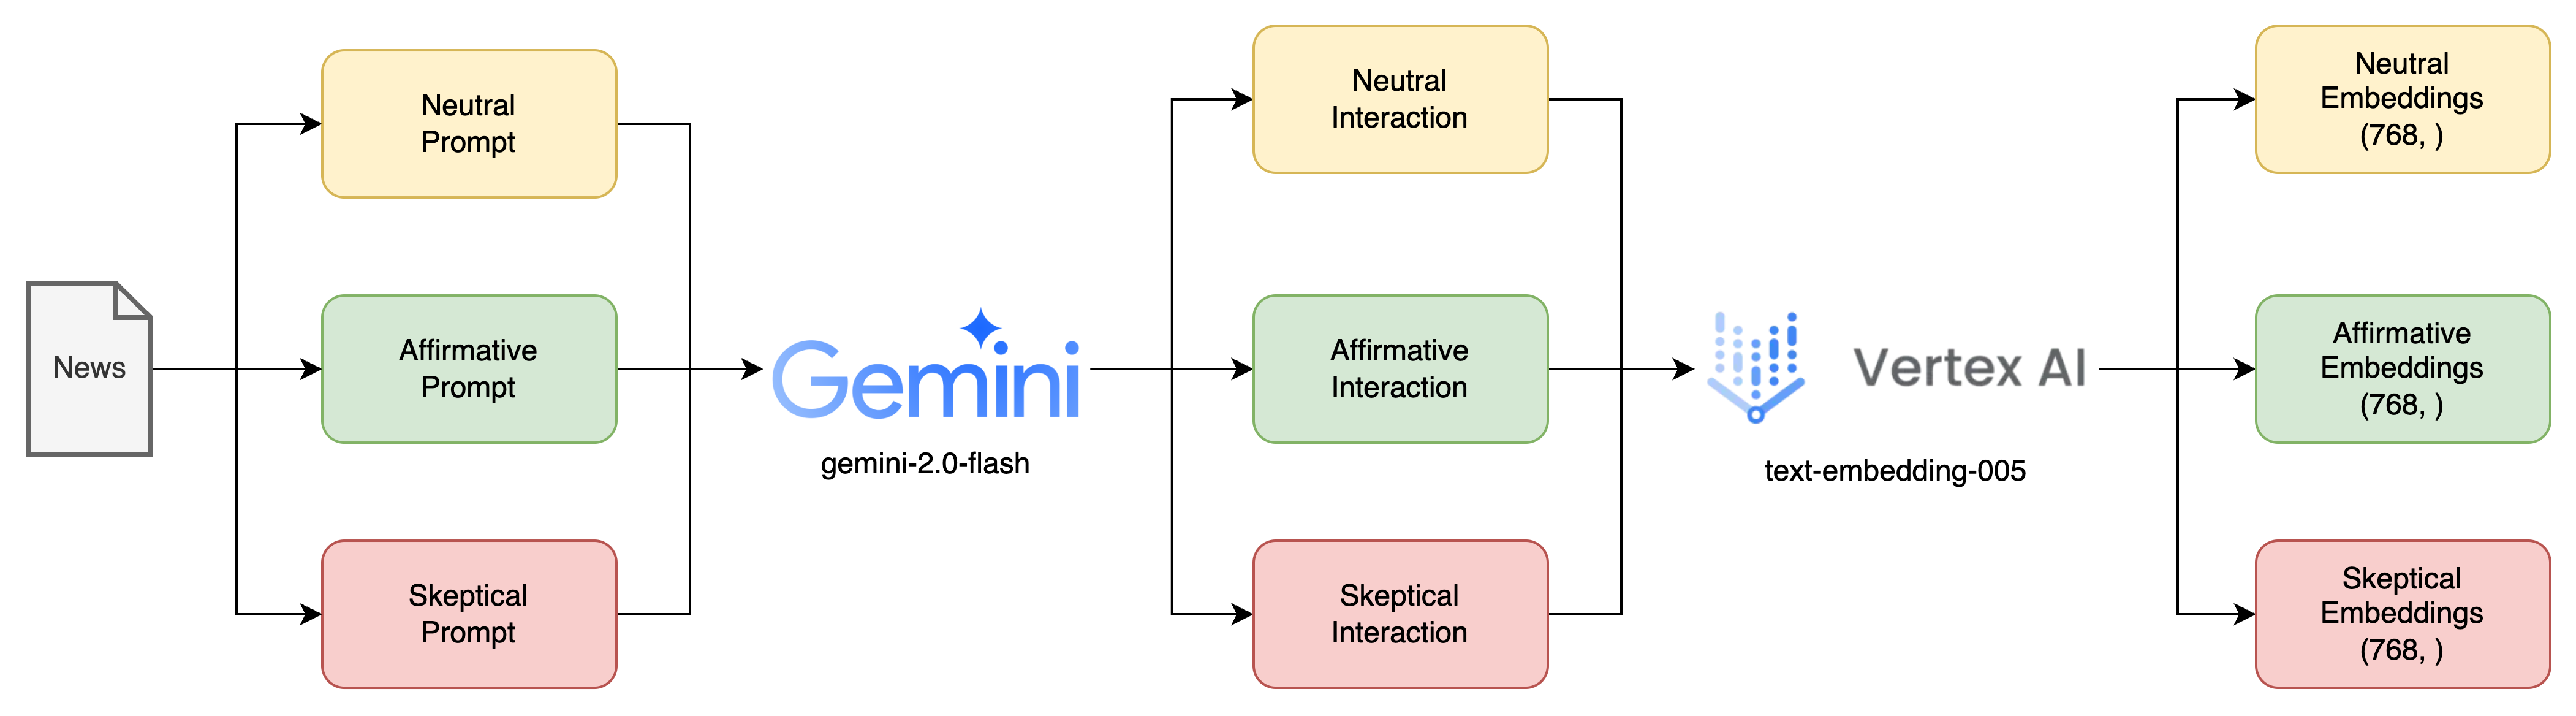 News
Neutral
Prompt
Affirmative
Prompt
Skeptical
Prompt
Gemini
gemini-2.0-flash
Neutral
Interaction
Affirmative
Interaction
Skeptical
Interaction
Vertex AI
text-embedding-005
Neutral
Embeddings
(768, )
Affirmative
Embeddings
(768, )
Skeptical
Embeddings
(768, )